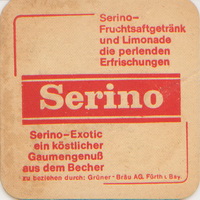 Serino-
Fruchtsaftgetränk
und Limonade
die perlenden
Erfrischungen
Serino
Serino-Exotic
ein köstlicher
Gaumengenuß
aus dem Becher
zu beziehen durch: Grüner-Bräu AG, Fürth i. Bay.